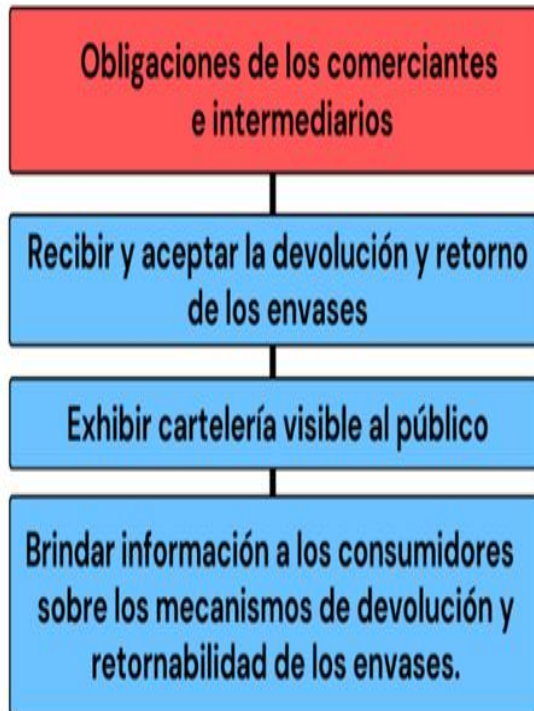 Obligaciones de los comerciantes
e intermediarios
Recibir y aceptar la devolución y retorno
de los envases
Exhibir cartelería visible al público
Brindar información a los consumidores
sobre los mecanismos de devolución y
retornabilidad de los envases.